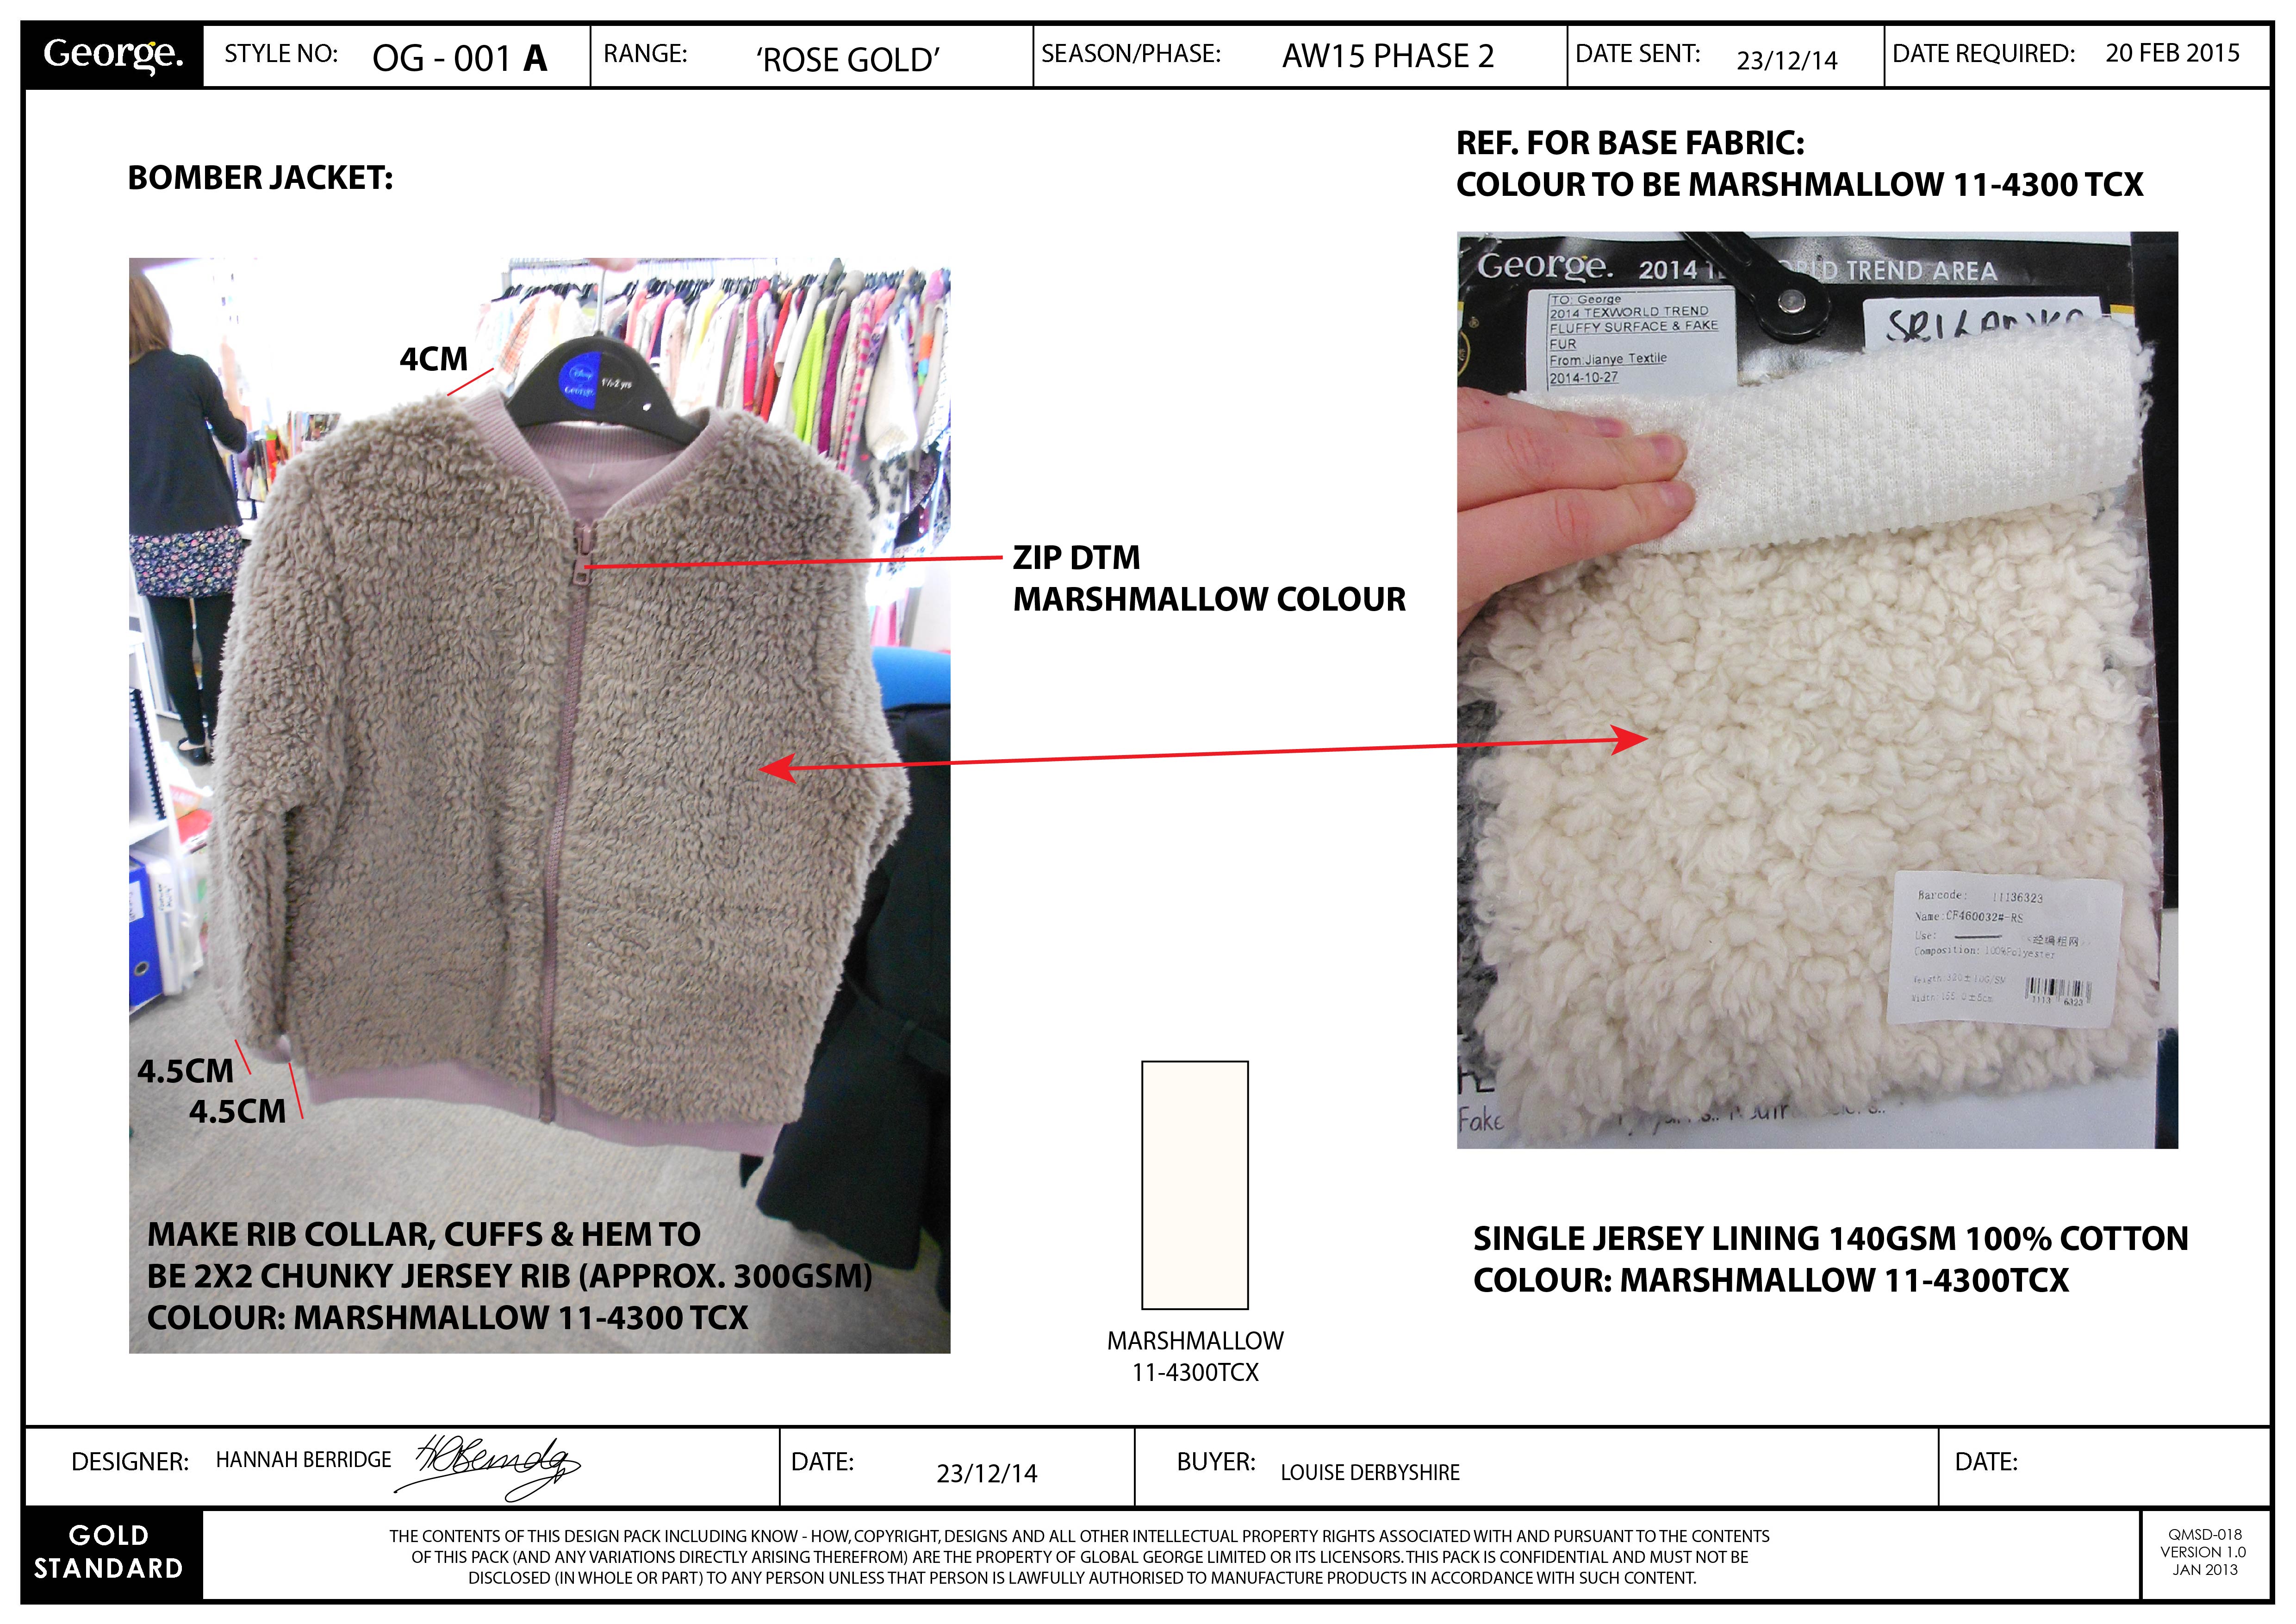 George.
STYLE NO: OG - 001 A
RANGE: ‘ROSE GOLD’
SEASON/PHASE: AW15 PHASE 2
DATE SENT: 23/12/14
DATE REQUIRED: 20 FEB 2015
BOMBER JACKET:
REF. FOR BASE FABRIC:
COLOUR TO BE MARSHMALLOW 11-4300 TCX
4CM
Disney
George
1½-2 yrs
ZIP DTM
MARSHMALLOW COLOUR
4.5CM
4.5CM
MAKE RIB COLLAR, CUFFS & HEM TO
BE 2X2 CHUNKY JERSEY RIB (APPROX. 300GSM)
COLOUR: MARSHMALLOW 11-4300 TCX
George. 2014 TREND AREA
TO: George
2014 TEXWORLD TREND
FLUFFY SURFACE & FAKE
FUR
From:Jianye Textile
2014-10-27
SRI LANKA
Barcode: 11136323
Name:CF460032#-RS
Use:
Composition: 100%Polyester
1113 6323
Fake
MARSHMALLOW
11-4300TCX
SINGLE JERSEY LINING 140GSM 100% COTTON
COLOUR: MARSHMALLOW 11-4300TCX
DESIGNER: HANNAH BERRIDGE
DATE: 23/12/14
BUYER: LOUISE DERBYSHIRE
DATE:
GOLD
STANDARD
THE CONTENTS OF THIS DESIGN PACK INCLUDING KNOW - HOW, COPYRIGHT, DESIGNS AND ALL OTHER INTELLECTUAL PROPERTY RIGHTS ASSOCIATED WITH AND PURSUANT TO THE CONTENTS
OF THIS PACK (AND ANY VARIATIONS DIRECTLY ARISING THEREFROM) ARE THE PROPERTY OF GLOBAL GEORGE LIMITED OR ITS LICENSORS. THIS PACK IS CONFIDENTIAL AND MUST NOT BE
DISCLOSED (IN WHOLE OR PART) TO ANY PERSON UNLESS THAT PERSON IS LAWFULLY AUTHORISED TO MANUFACTURE PRODUCTS IN ACCORDANCE WITH SUCH CONTENT.
QMSD-018
VERSION 1.0
JAN 2013